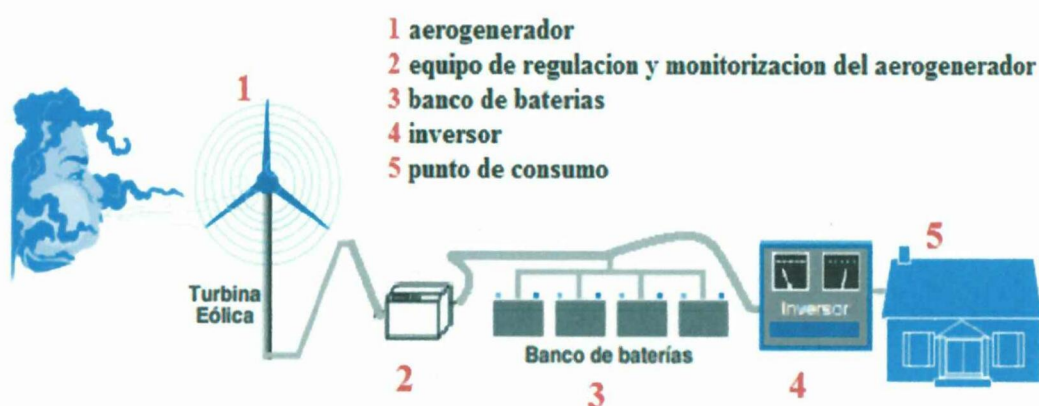 1 aerogenerador
2 equipo de regulacion y monitorizacion del aerogenerador
3 banco de baterias
4 inversor
5 punto de consumo
1
Turbina
Eólica
2
Banco de baterías
3
Inversor
4
5